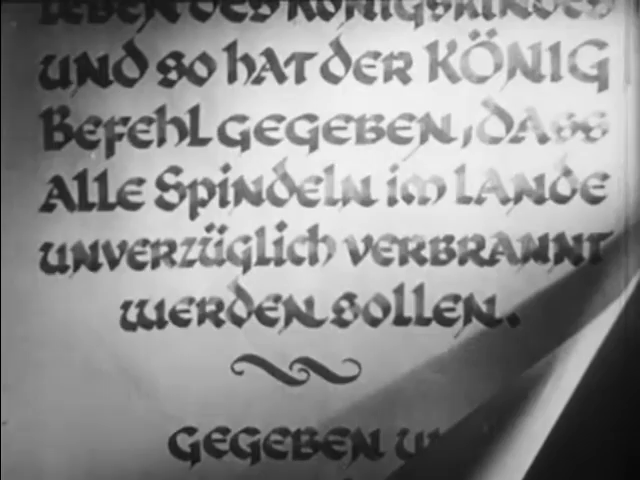 LEBEN DES KÖNIGSKINDES
UND SO HAT DER KÖNIG
BEFEHL GEGEBEN, DASS
ALLE SPINDELN IM LANDE
UNVERZÜGLICH VERBRANNT
WERDEN SOLLEN.
GEGEBEN